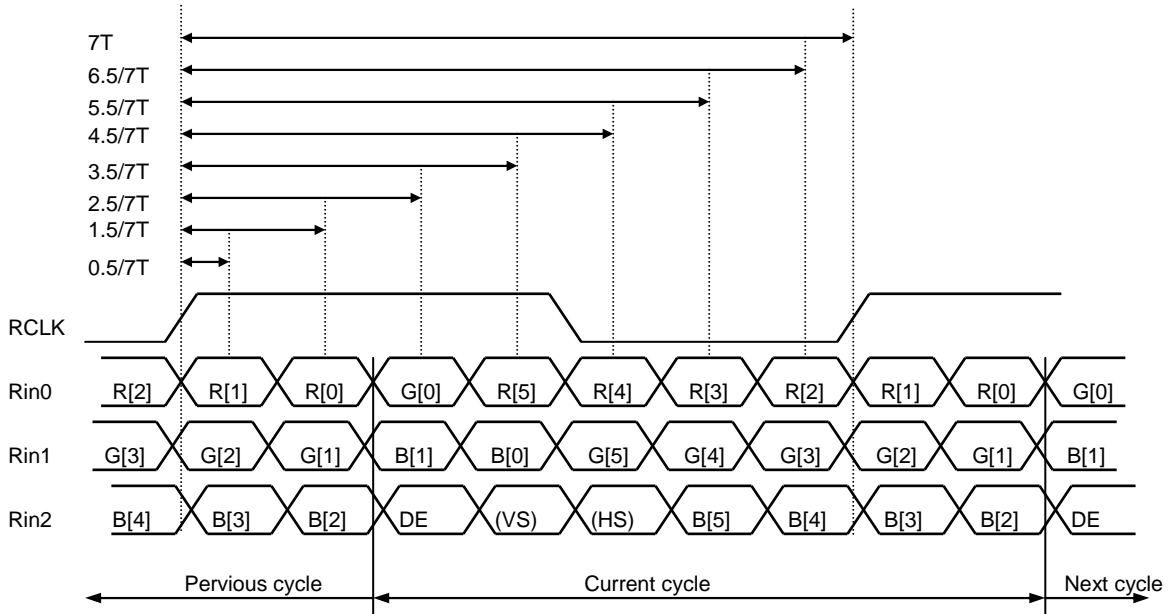 7T
6.5/7T
5.5/7T
4.5/7T
3.5/7T
2.5/7T
1.5/7T
0.5/7T
RCLK
Rin0 R[2] R[1] R[0] G[0] R[5] R[4] R[3] R[2] R[1] R[0] G[0]
Rin1 G[3] G[2] G[1] B[1] B[0] G[5] G[4] G[3] G[2] G[1] B[1]
Rin2 B[4] B[3] B[2] DE (VS) (HS) B[5] B[4] B[3] B[2] DE
Pervious cycle Current cycle Next cycle